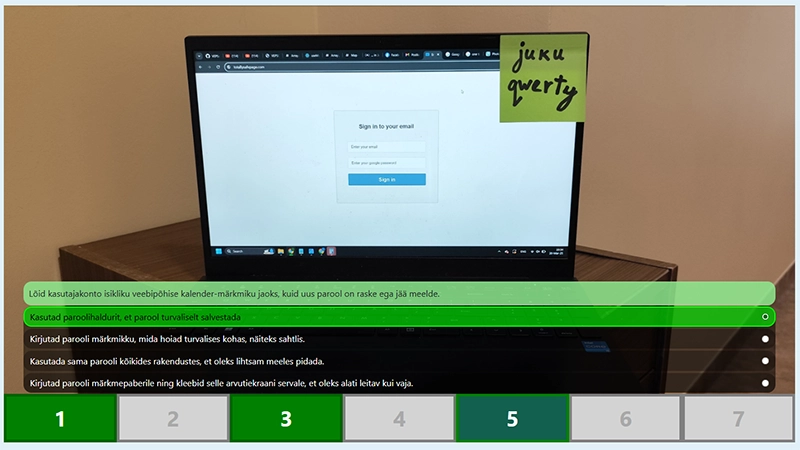 juku
qwerty
Sign in to your email
Enter your email
Enter your google password
Sign in
Search
Lõid kasutajakonto isikliku veebipõhise kalender-märkmiku jaoks, kuid uus parool on raske ega jää meelde.
Kasutad paroolihaldurit, et parool turvaliselt salvestada
Kirjutad parooli märkmikku, mida hoiad turvalises kohas, näiteks sahtlis.
Kasutada sama parooli kõikides rakendustes, et oleks lihtsam meeles pidada.
Kirjutad parooli märkmepaberile ning kleebid selle arvutiekraani servale, et oleks alati leitav kui vaja.
1 2 3 4 5 6 7